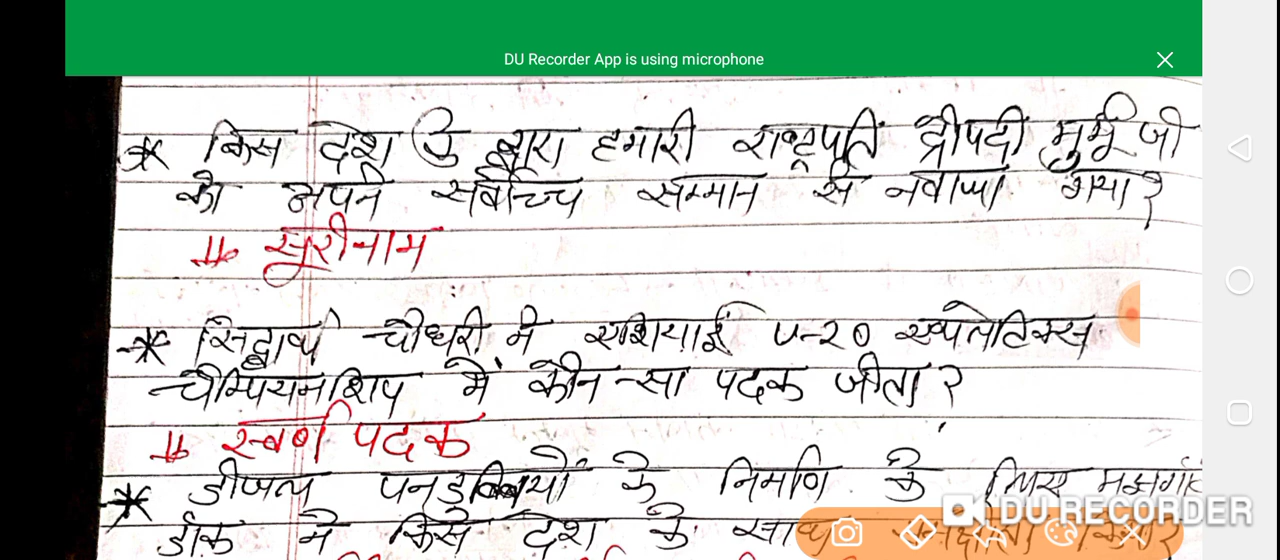 DU Recorder App is using microphone
* किस देश के द्वारा हमारी राष्ट्रपति द्रौपदी मुर्मू जी
को अपने सर्वोच्च सम्मान से नवाजा गया?
सूरीनाम
* सिद्धार्थ चौधरी ने एशियाई U-20 एथलेटिक्स
चैम्पियनशिप में कौन-सा पदक जीता?
स्वर्ण पदक
* डीजल पनडुब्बियों के निर्माण के लिए मझगांव
डॉक ने किस देश के साथ
DU RECORDER